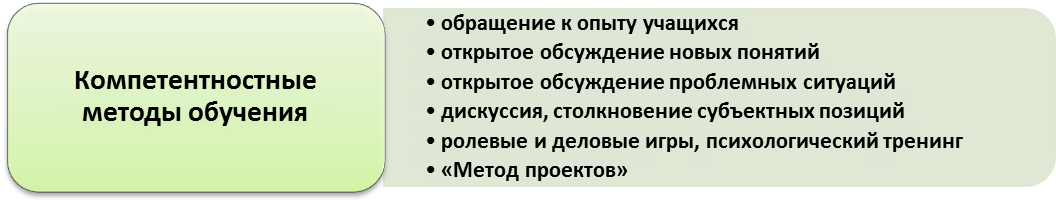 Компетентностные
методы обучения
• обращение к опыту учащихся
• открытое обсуждение новых понятий
• открытое обсуждение проблемных ситуаций
• дискуссия, столкновение субъектных позиций
• ролевые и деловые игры, психологический тренинг
• «Метод проектов»